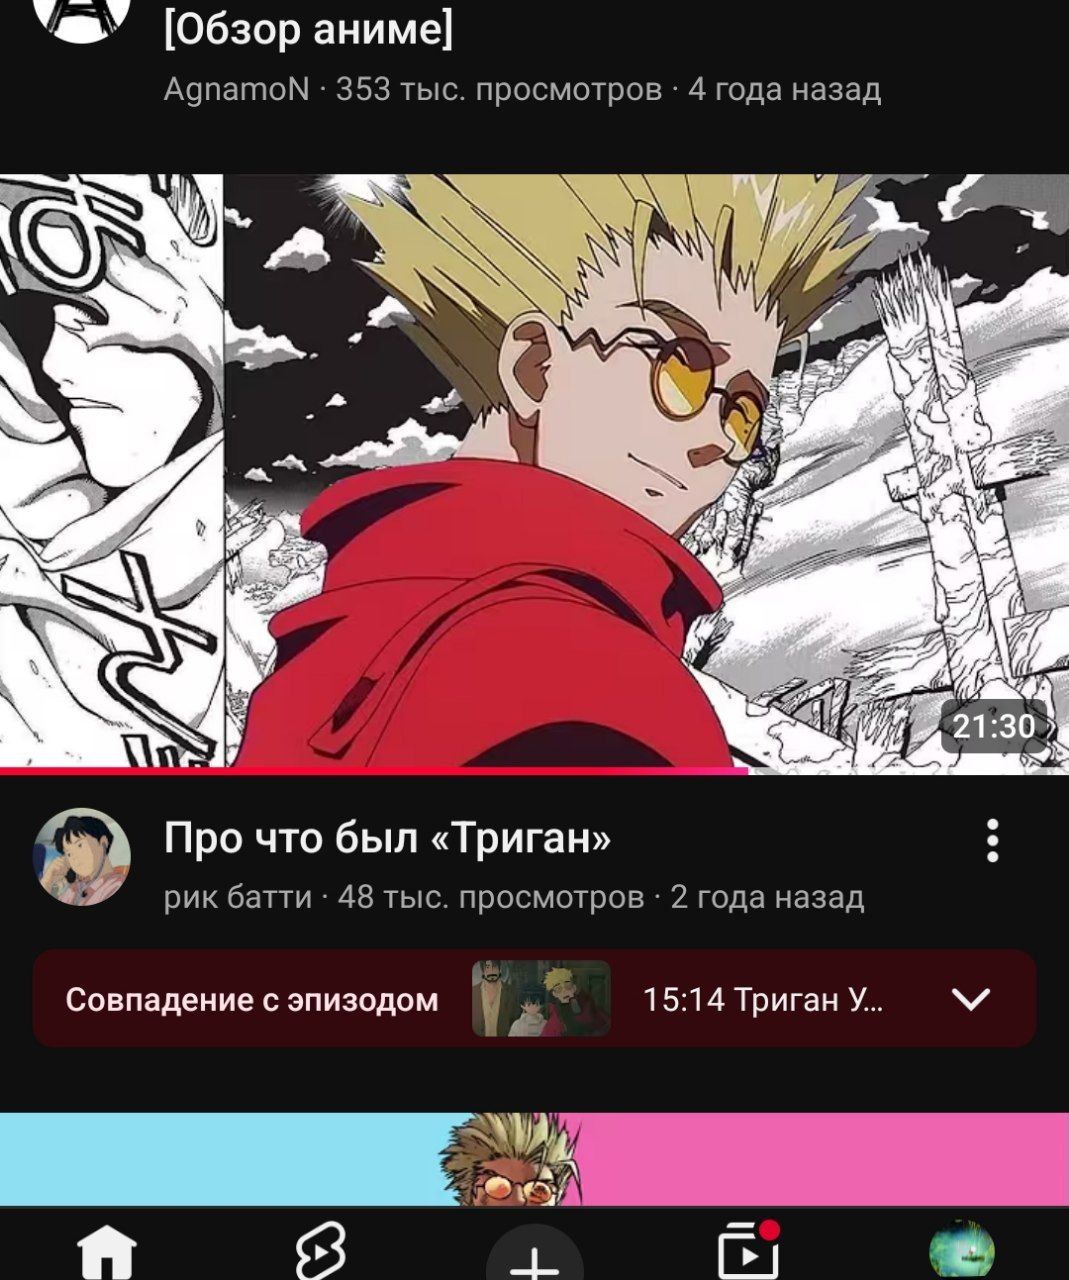 [Обзор аниме]
AgnamoN · 353 тыс. просмотров · 4 года назад
21:30
Про что был «Триган»
рик батти · 48 тыс. просмотров · 2 года назад
Совпадение с эпизодом
15:14 Триган У...